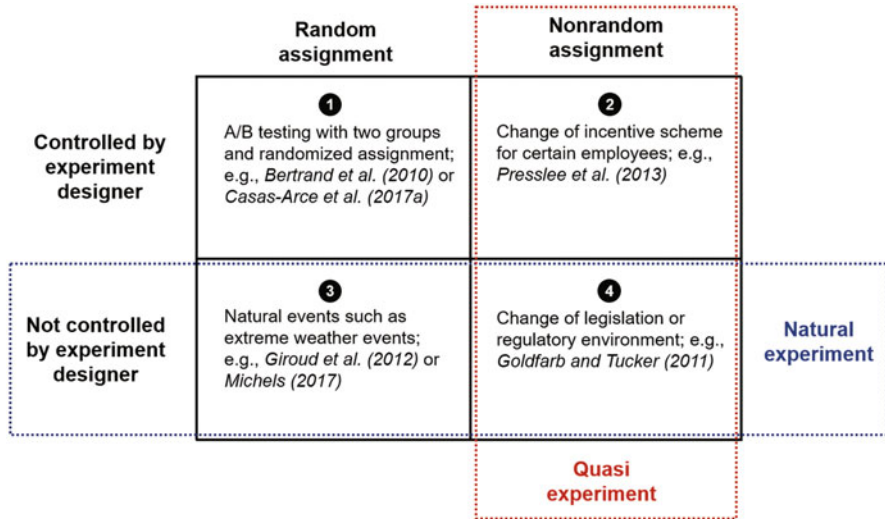 Random
assignment
Nonrandom
assignment
Controlled by
experiment
designer
1
A/B testing with two groups
and randomized assignment;
e.g., Bertrand et al. (2010) or
Casas-Arce et al. (2017a)
2
Change of incentive scheme
for certain employees; e.g.,
Presslee et al. (2013)
Not controlled
by experiment
designer
3
Natural events such as
extreme weather events;
e.g., Giroud et al. (2012) or
Michels (2017)
4
Change of legislation or
regulatory environment; e.g.,
Goldfarb and Tucker (2011)
Natural
experiment
Quasi
experiment